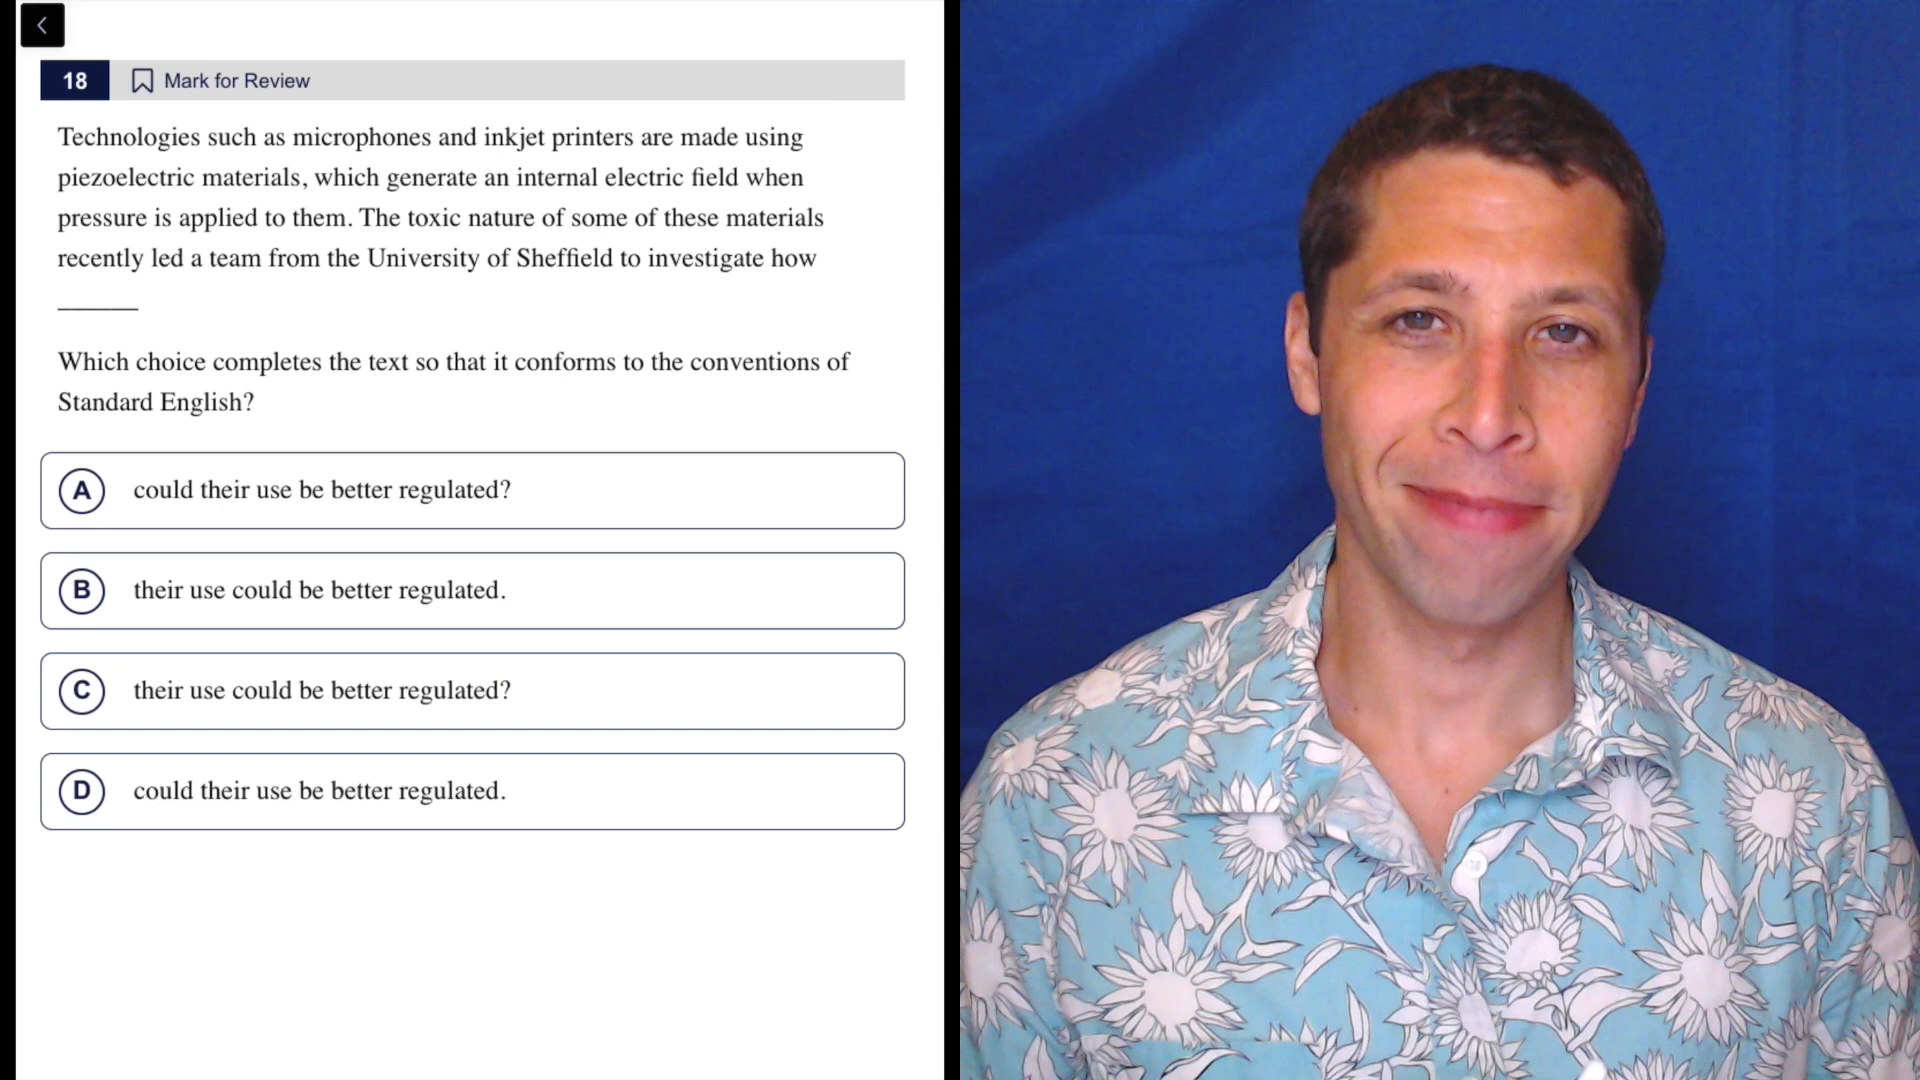 18 Mark for Review
Technologies such as microphones and inkjet printers are made using
piezoelectric materials, which generate an internal electric field when
pressure is applied to them. The toxic nature of some of these materials
recently led a team from the University of Sheffield to investigate how
______
Which choice completes the text so that it conforms to the conventions of
Standard English?
A could their use be better regulated?
B their use could be better regulated.
C their use could be better regulated?
D could their use be better regulated.